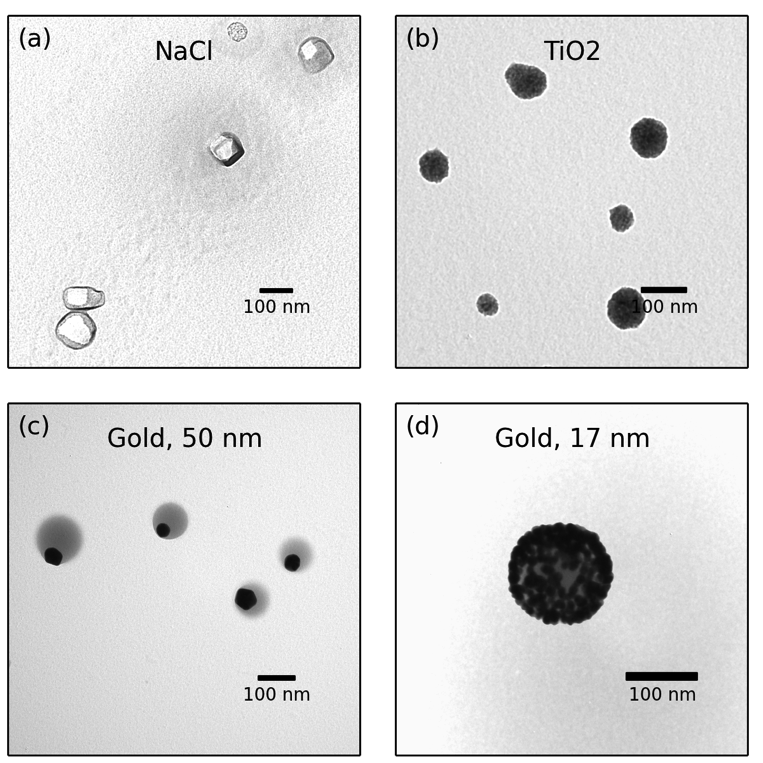 (a)
NaCl
100 nm
(b)
TiO2
100 nm
(c)
Gold, 50 nm
100 nm
(d)
Gold, 17 nm
100 nm